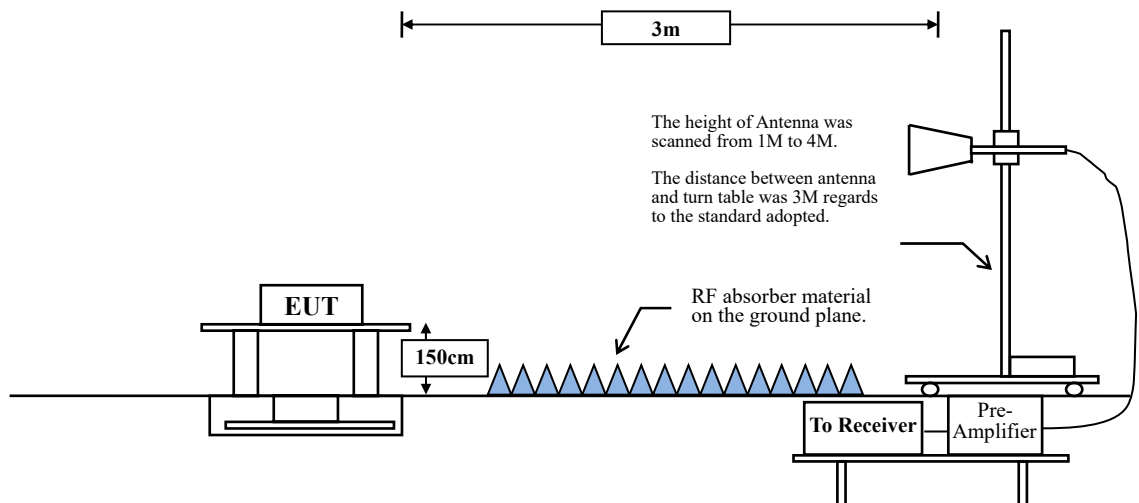 3m
The height of Antenna was
scanned from 1M to 4M.
The distance between antenna
and turn table was 3M regards
to the standard adopted.
EUT
RF absorber material
on the ground plane.
150cm
To Receiver
Pre-
Amplifier